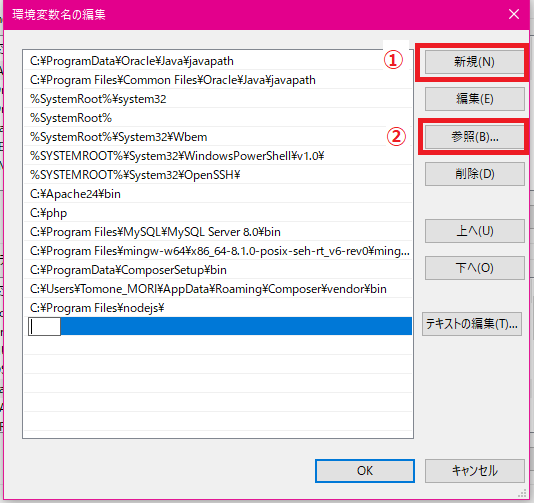 環境変数名の編集
C:¥ProgramData¥Oracle¥Java¥javapath
C:¥Program Files¥Common Files¥Oracle¥Java¥javapath
%SystemRoot%¥system32
%SystemRoot%
%SystemRoot%¥System32¥Wbem
%SYSTEMROOT%¥System32¥WindowsPowerShell¥v1.0¥
%SYSTEMROOT%¥System32¥OpenSSH¥
C:¥Apache24¥bin
C:¥php
C:¥Program Files¥MySQL¥MySQL Server 8.0¥bin
C:¥Program Files¥mingw-w64¥x86_64-8.1.0-posix-seh-rt_v6-rev0¥ming...
C:¥ProgramData¥ComposerSetup¥bin
C:¥Users¥Tomone_MORI¥AppData¥Roaming¥Composer¥vendor¥bin
C:¥Program Files¥nodejs¥
① 新規(N)
編集(E)
② 参照(B)...
削除(D)
上へ(U)
下へ(O)
テキストの編集(T)...
OK
キャンセル